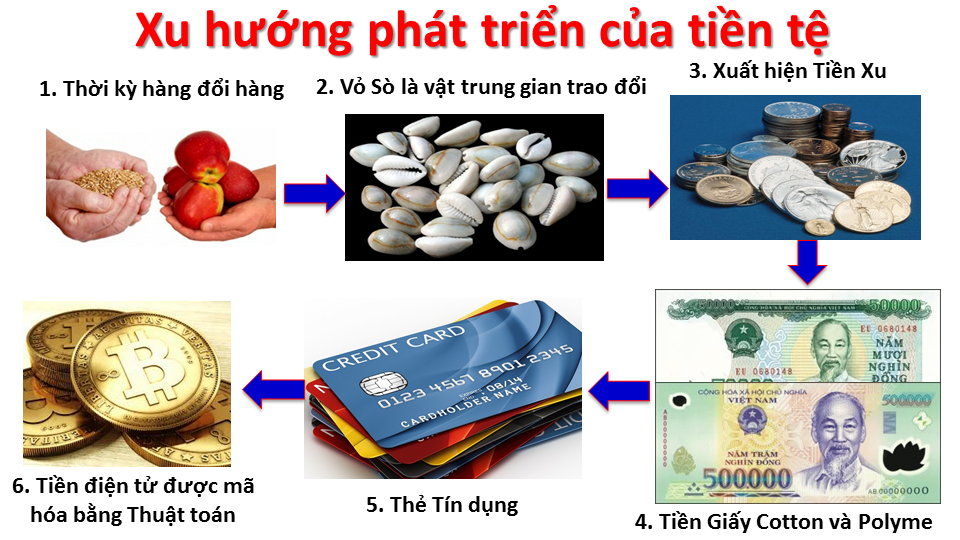 Xu hướng phát triển của tiền tệ
1. Thời kỳ hàng đổi hàng
2. Vỏ Sò là vật trung gian trao đổi
3. Xuất hiện Tiền Xu
50000
EU 0680148
NĂM
MƯƠI
NGHÌN
ĐỒNG
EU 0680148
CỘNG HÒA XÃ HỘI CHỦ NGHĨA
VIỆT NAM
500000
NĂM TRĂM
NGHÌN ĐỒNG
500000
AB 00000000
4. Tiền Giấy Cotton và Polyme
CREDIT CARD
0123 4567 8901 2345
08/14
CARDHOLDER NAME
5. Thẻ Tín dụng
6. Tiền điện tử được mã
hóa bằng Thuật toán